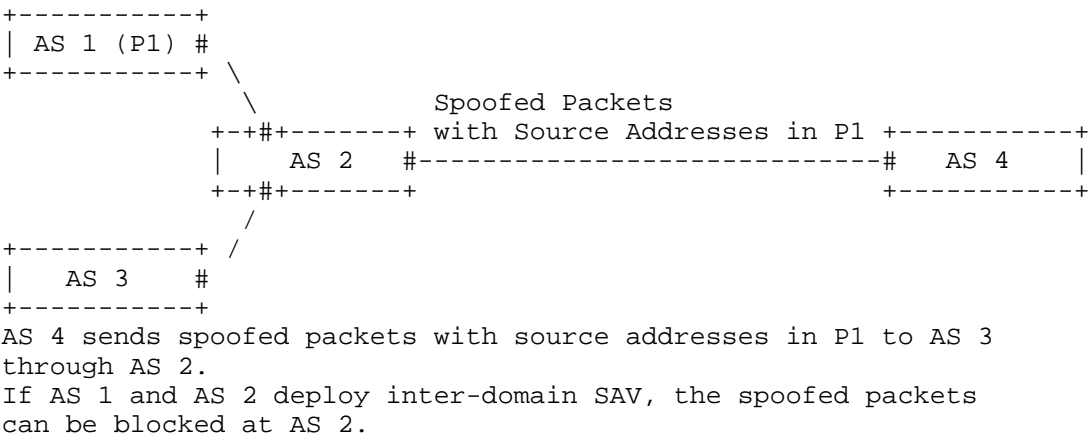 AS 1 (P1) #
Spoofed Packets
with Source Addresses in P1
AS 2 # # AS 4
AS 3 #
AS 4 sends spoofed packets with source addresses in P1 to AS 3
through AS 2.
If AS 1 and AS 2 deploy inter-domain SAV, the spoofed packets
can be blocked at AS 2.